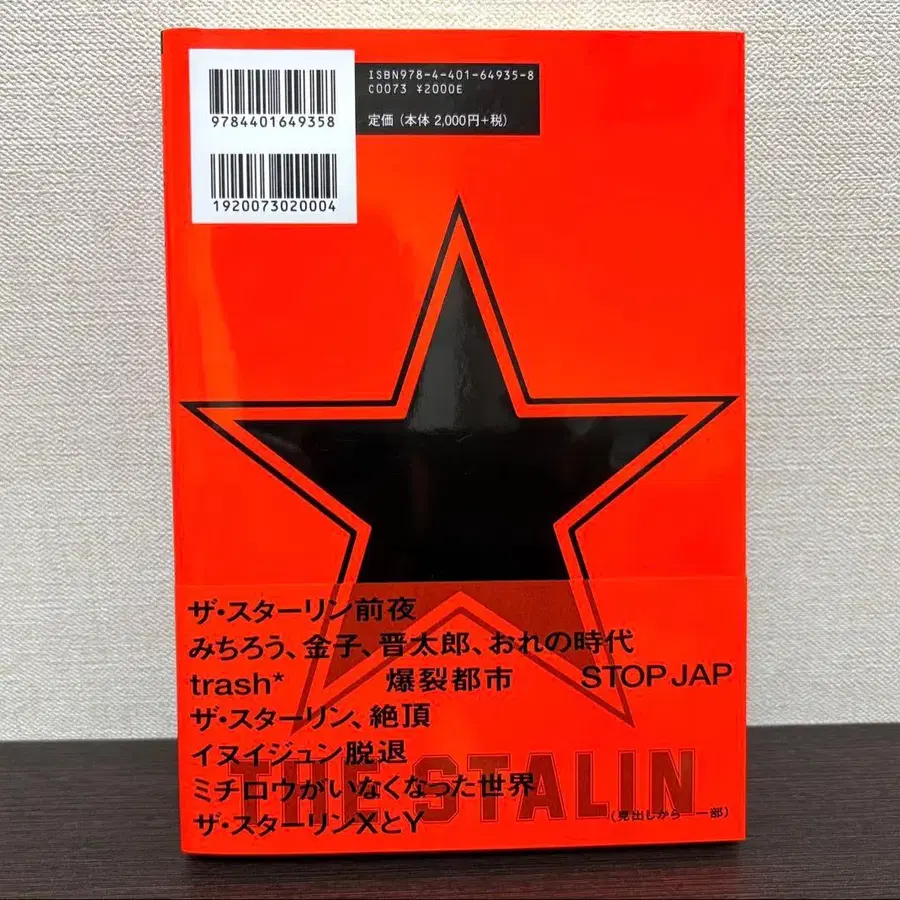 ISBN978-4-401-64935-8
C0073 ¥2000E
定価（本体 2,000円+税）
9784401649358
1920073020004
ザ・スターリン前夜
みちろう、金子、晋太郎、おれの時代
trash* 爆裂都市 STOP JAP
ザ・スターリン、絶頂
イヌイジュン脱退
THE STALIN
ミチロウがいなくなった世界
ザ・スターリンXとY
（見出しから一部）